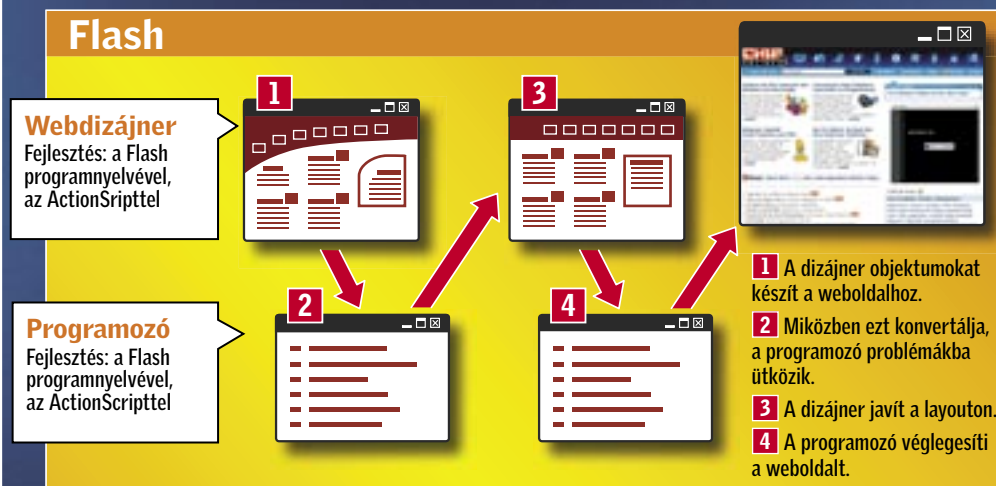 Flash
Webdizájner
Fejlesztés: a Flash
programnyelvével,
az ActionSripttel
Programozó
Fejlesztés: a Flash
programnyelvével,
az ActionScripttel
1
2
3
4
CHIP
1 A dizájner objektumokat
készít a weboldalhoz.
2 Miközben ezt konvertálja,
a programozó problémákba
ütközik.
3 A dizájner javít a layouton.
4 A programozó véglegesíti
a weboldalt.